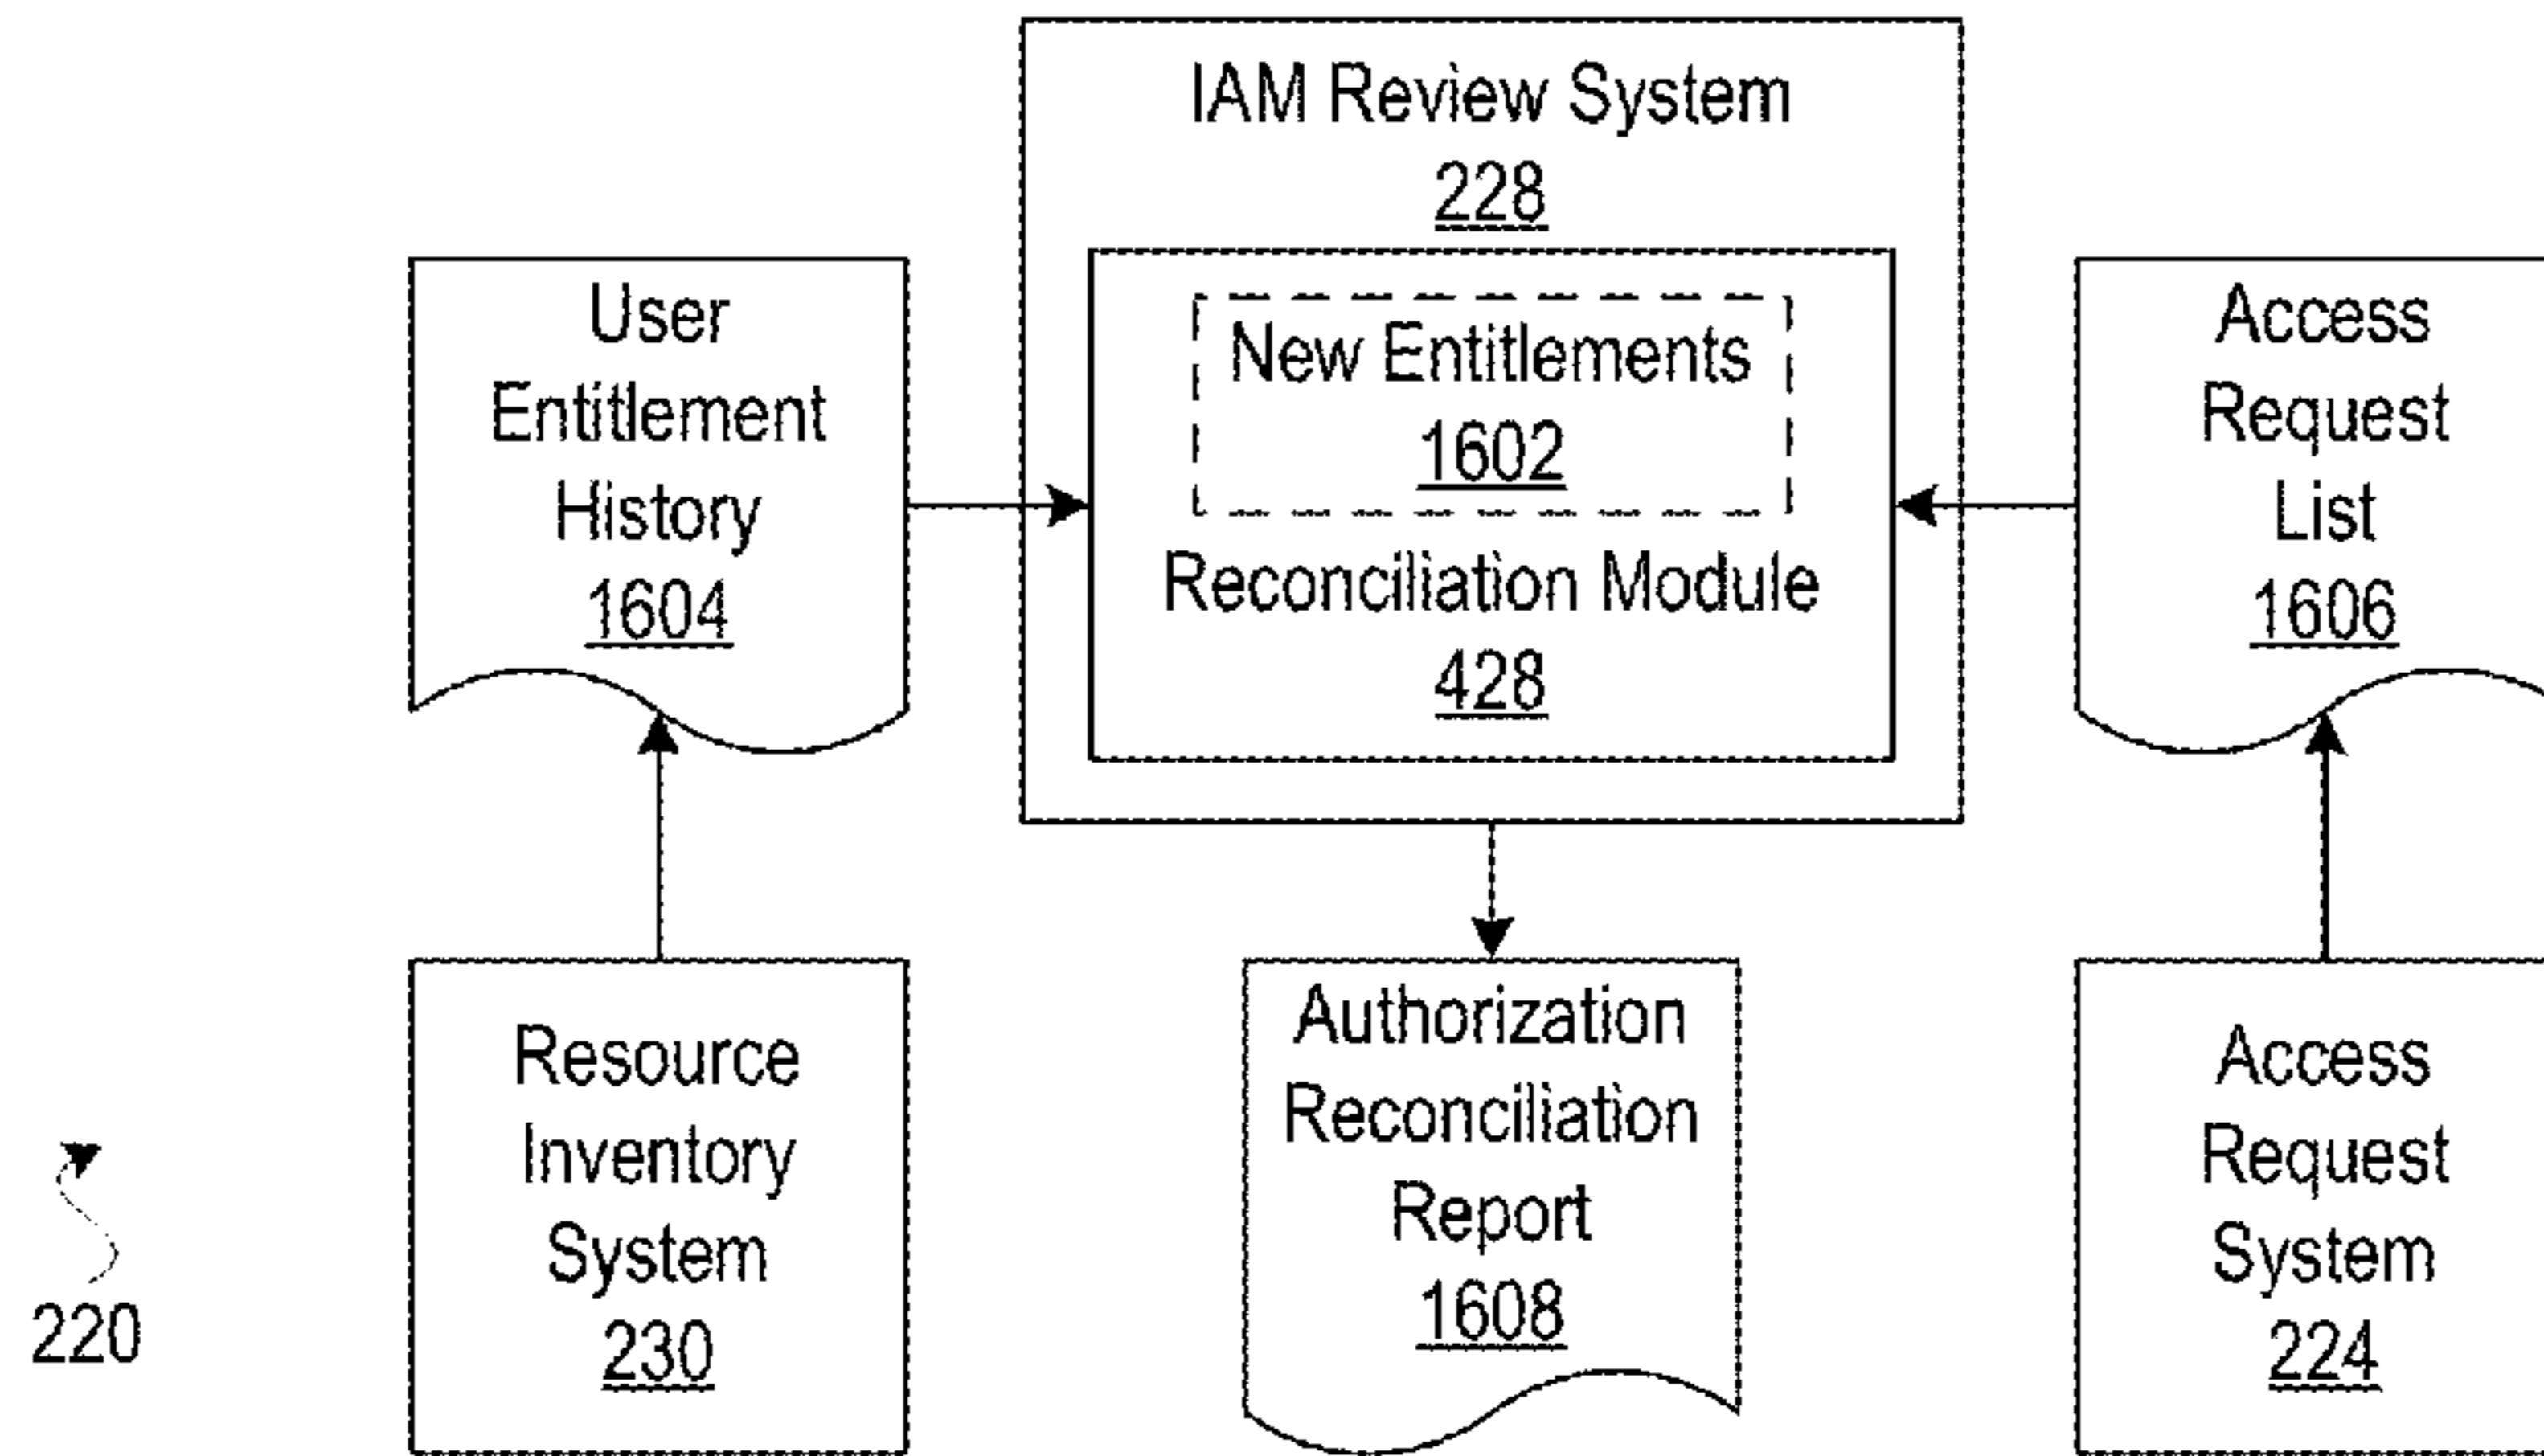 IAM Review System
228
New Entitlements
1602
Reconciliation Module
428
User
Entitlement
History
1604
Access
Request
List
1606
Resource
Inventory
System
230
Authorization
Reconciliation
Report
1608
Access
Request
System
224
220